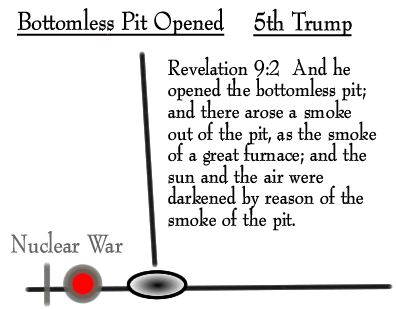 Bottomless Pit Opened 5th Trump
Revelation 9:2 And he
opened the bottomless pit;
and there arose a smoke
out of the pit, as the smoke
of a great furnace; and the
sun and the air were
darkened by reason of the
smoke of the pit.
Nuclear War